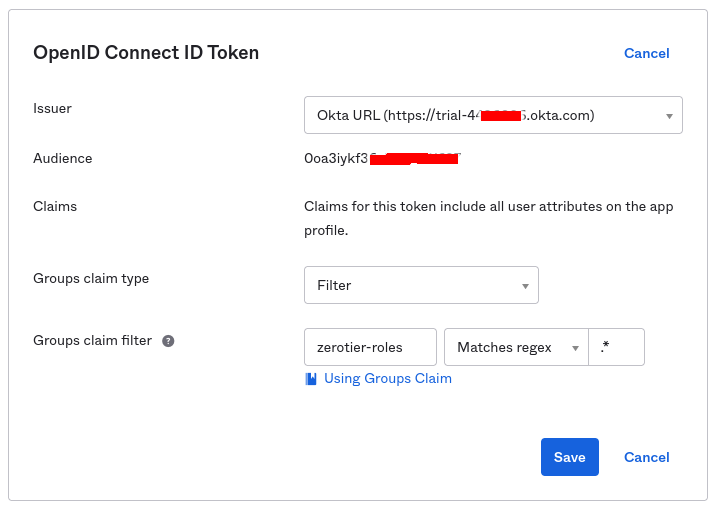 OpenID Connect ID Token
Cancel
Issuer
Okta URL (https://trial-4 .okta.com)
Audience
0oa3iykf3
Claims
Claims for this token include all user attributes on the app
profile.
Groups claim type
Filter
Groups claim filter ?
zerotier-roles
Matches regex
.*
Using Groups Claim
Save
Cancel